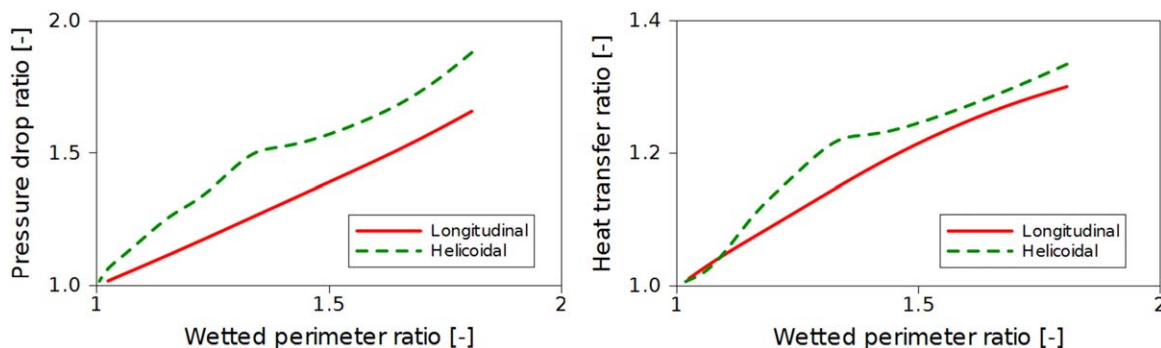 Pressure drop ratio [-]
2.0
1.5
1.0
1
1.5
2
Wetted perimeter ratio [-]
Longitudinal
Helicoidal
Heat transfer ratio [-]
1.4
1.2
1.0
1
1.5
2
Wetted perimeter ratio [-]
Longitudinal
Helicoidal